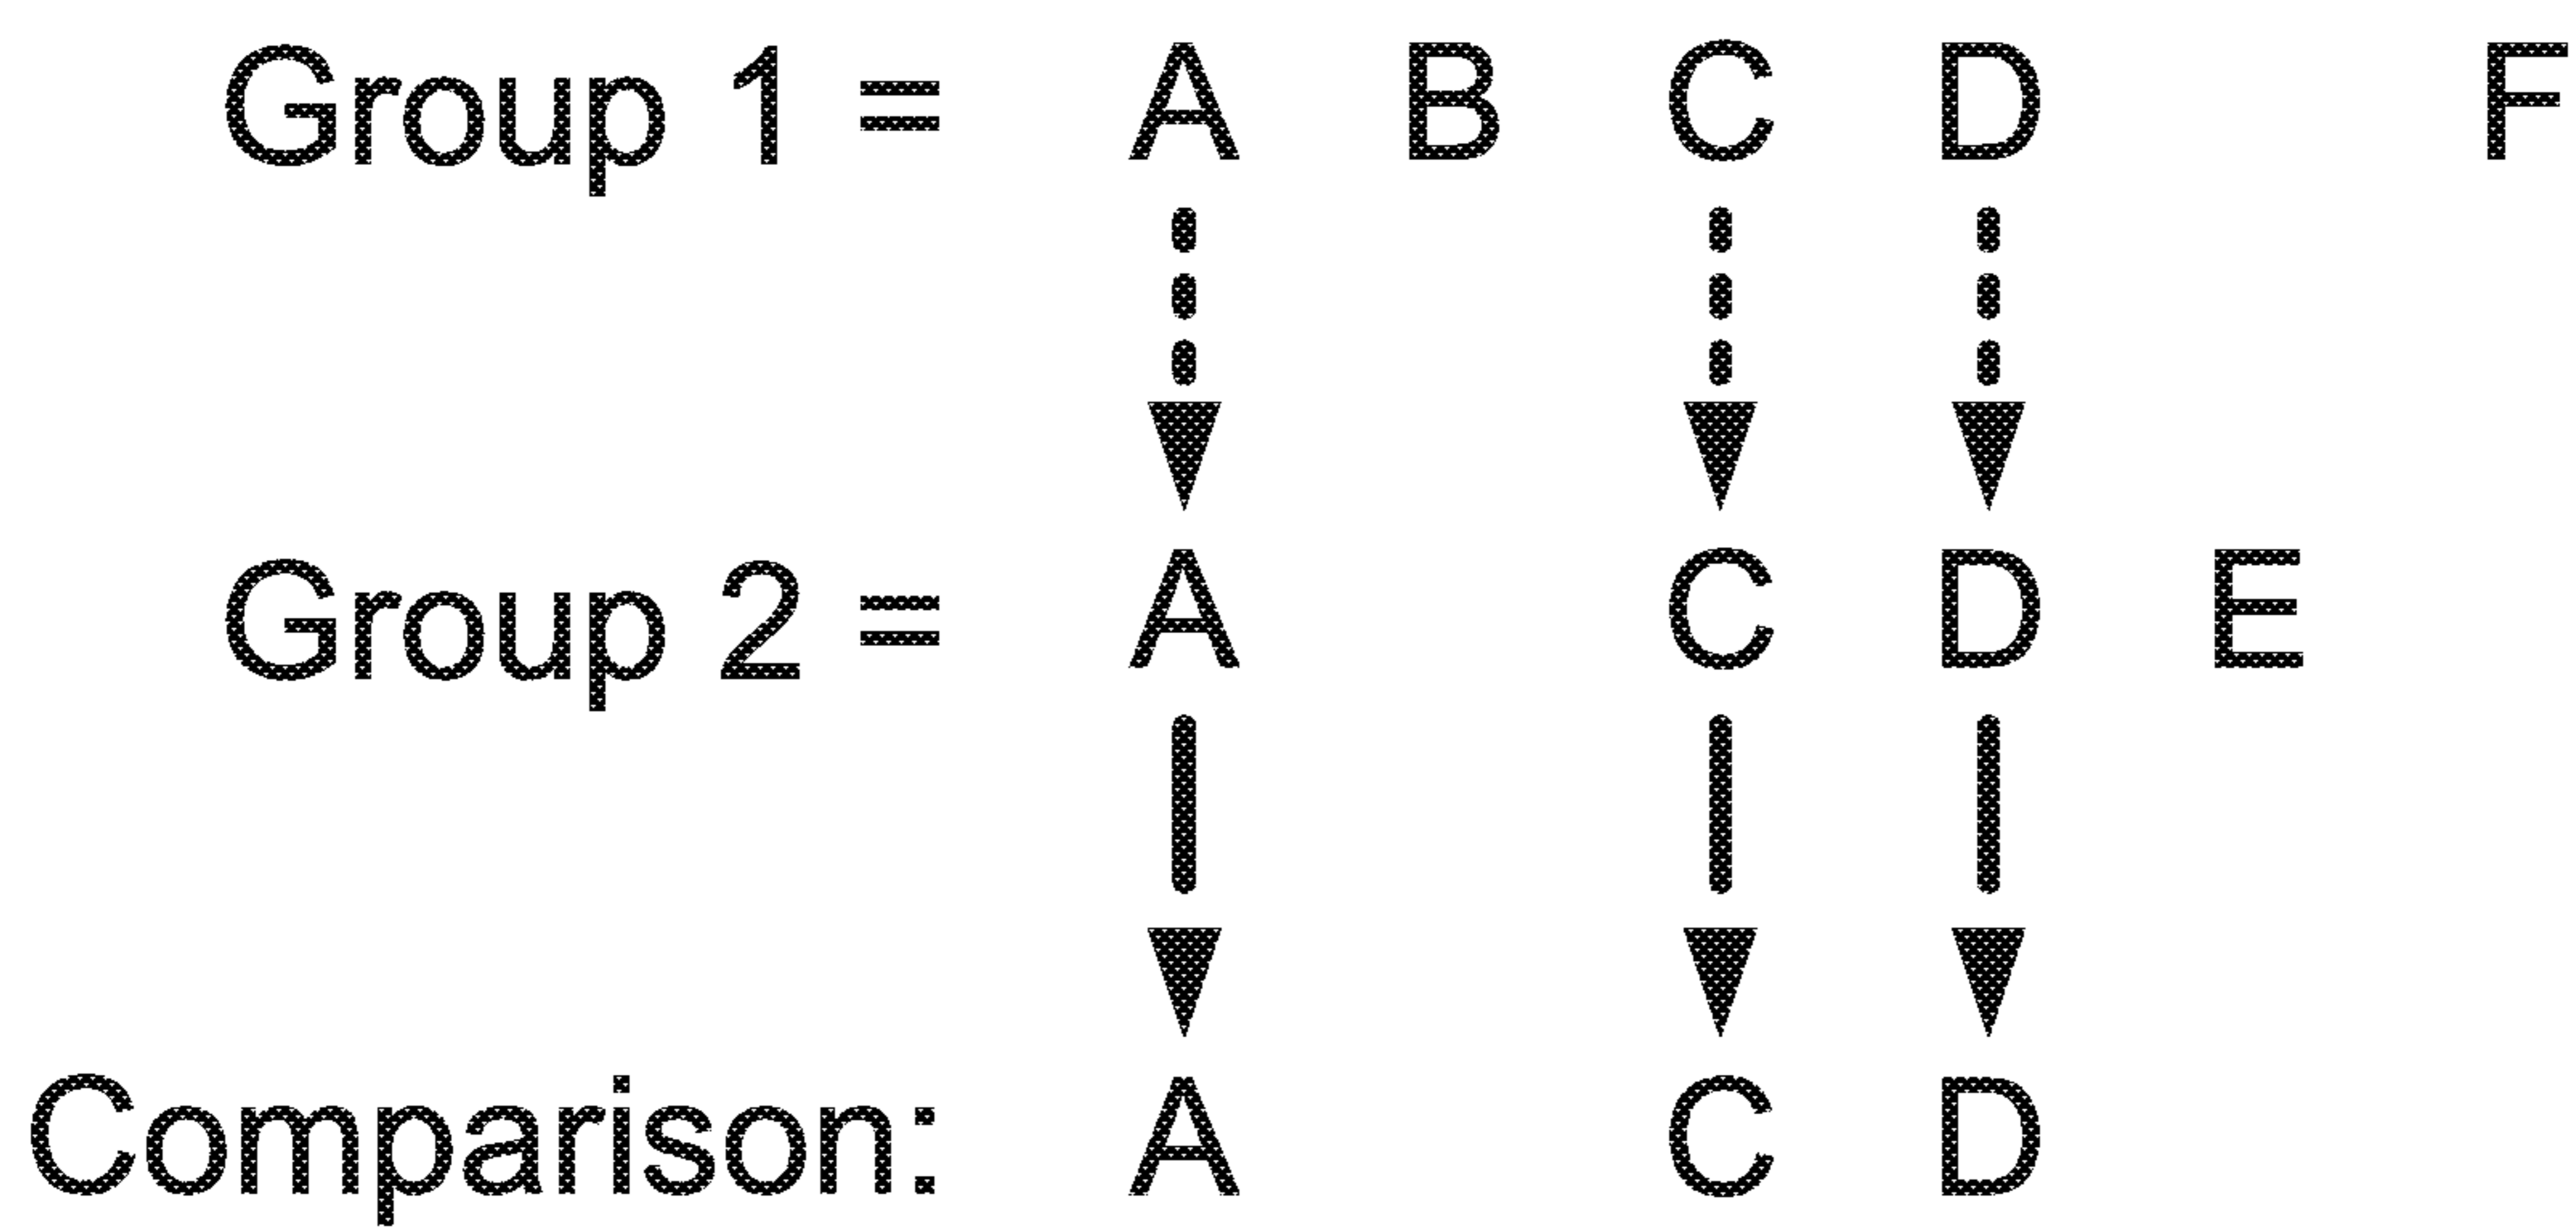 Group 1 = A B C D F
Group 2 = A C D E
Comparison: A C D